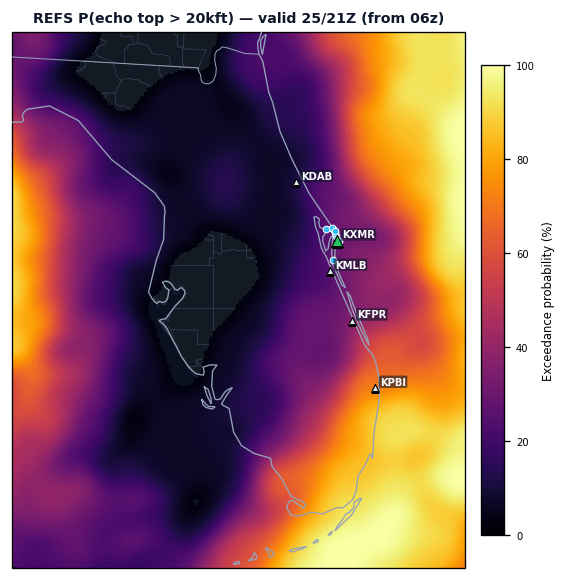 REFS P(echo top > 20kft) — valid 25/21Z (from 06z)
KDAB
KXMR
KMLB
KFPR
KPBI
100
80
60
40
20
0
Exceedance probability (%)